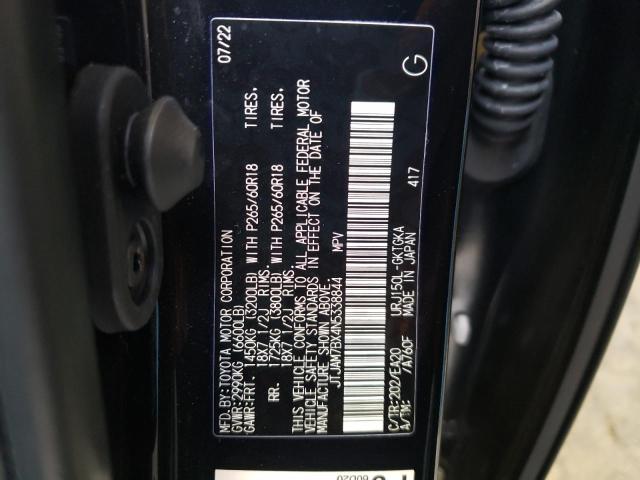 MFD.BY:TOYOTA MOTOR CORPORATION 07/22
GVWR:2990KG (6600LB)
GAWR:FRT. 1450KG (3200LB) WITH P265/60R18 TIRES.
18X7 1/2J RIMS.
RR. 1725KG (3800LB) WITH P265/60R18 TIRES.
18X7 1/2J RIMS.
THIS VEHICLE CONFORMS TO ALL APPLICABLE FEDERAL MOTOR
VEHICLE SAFETY STANDARDS IN EFFECT ON THE DATE OF
MANUFACTURE SHOWN ABOVE.
JTJAM7BX4N5338844 MPV G
C/TR:202/EA20 URJ150L-GKTGKA
A/TM: 7A760F MADE IN JAPAN 417
60D20